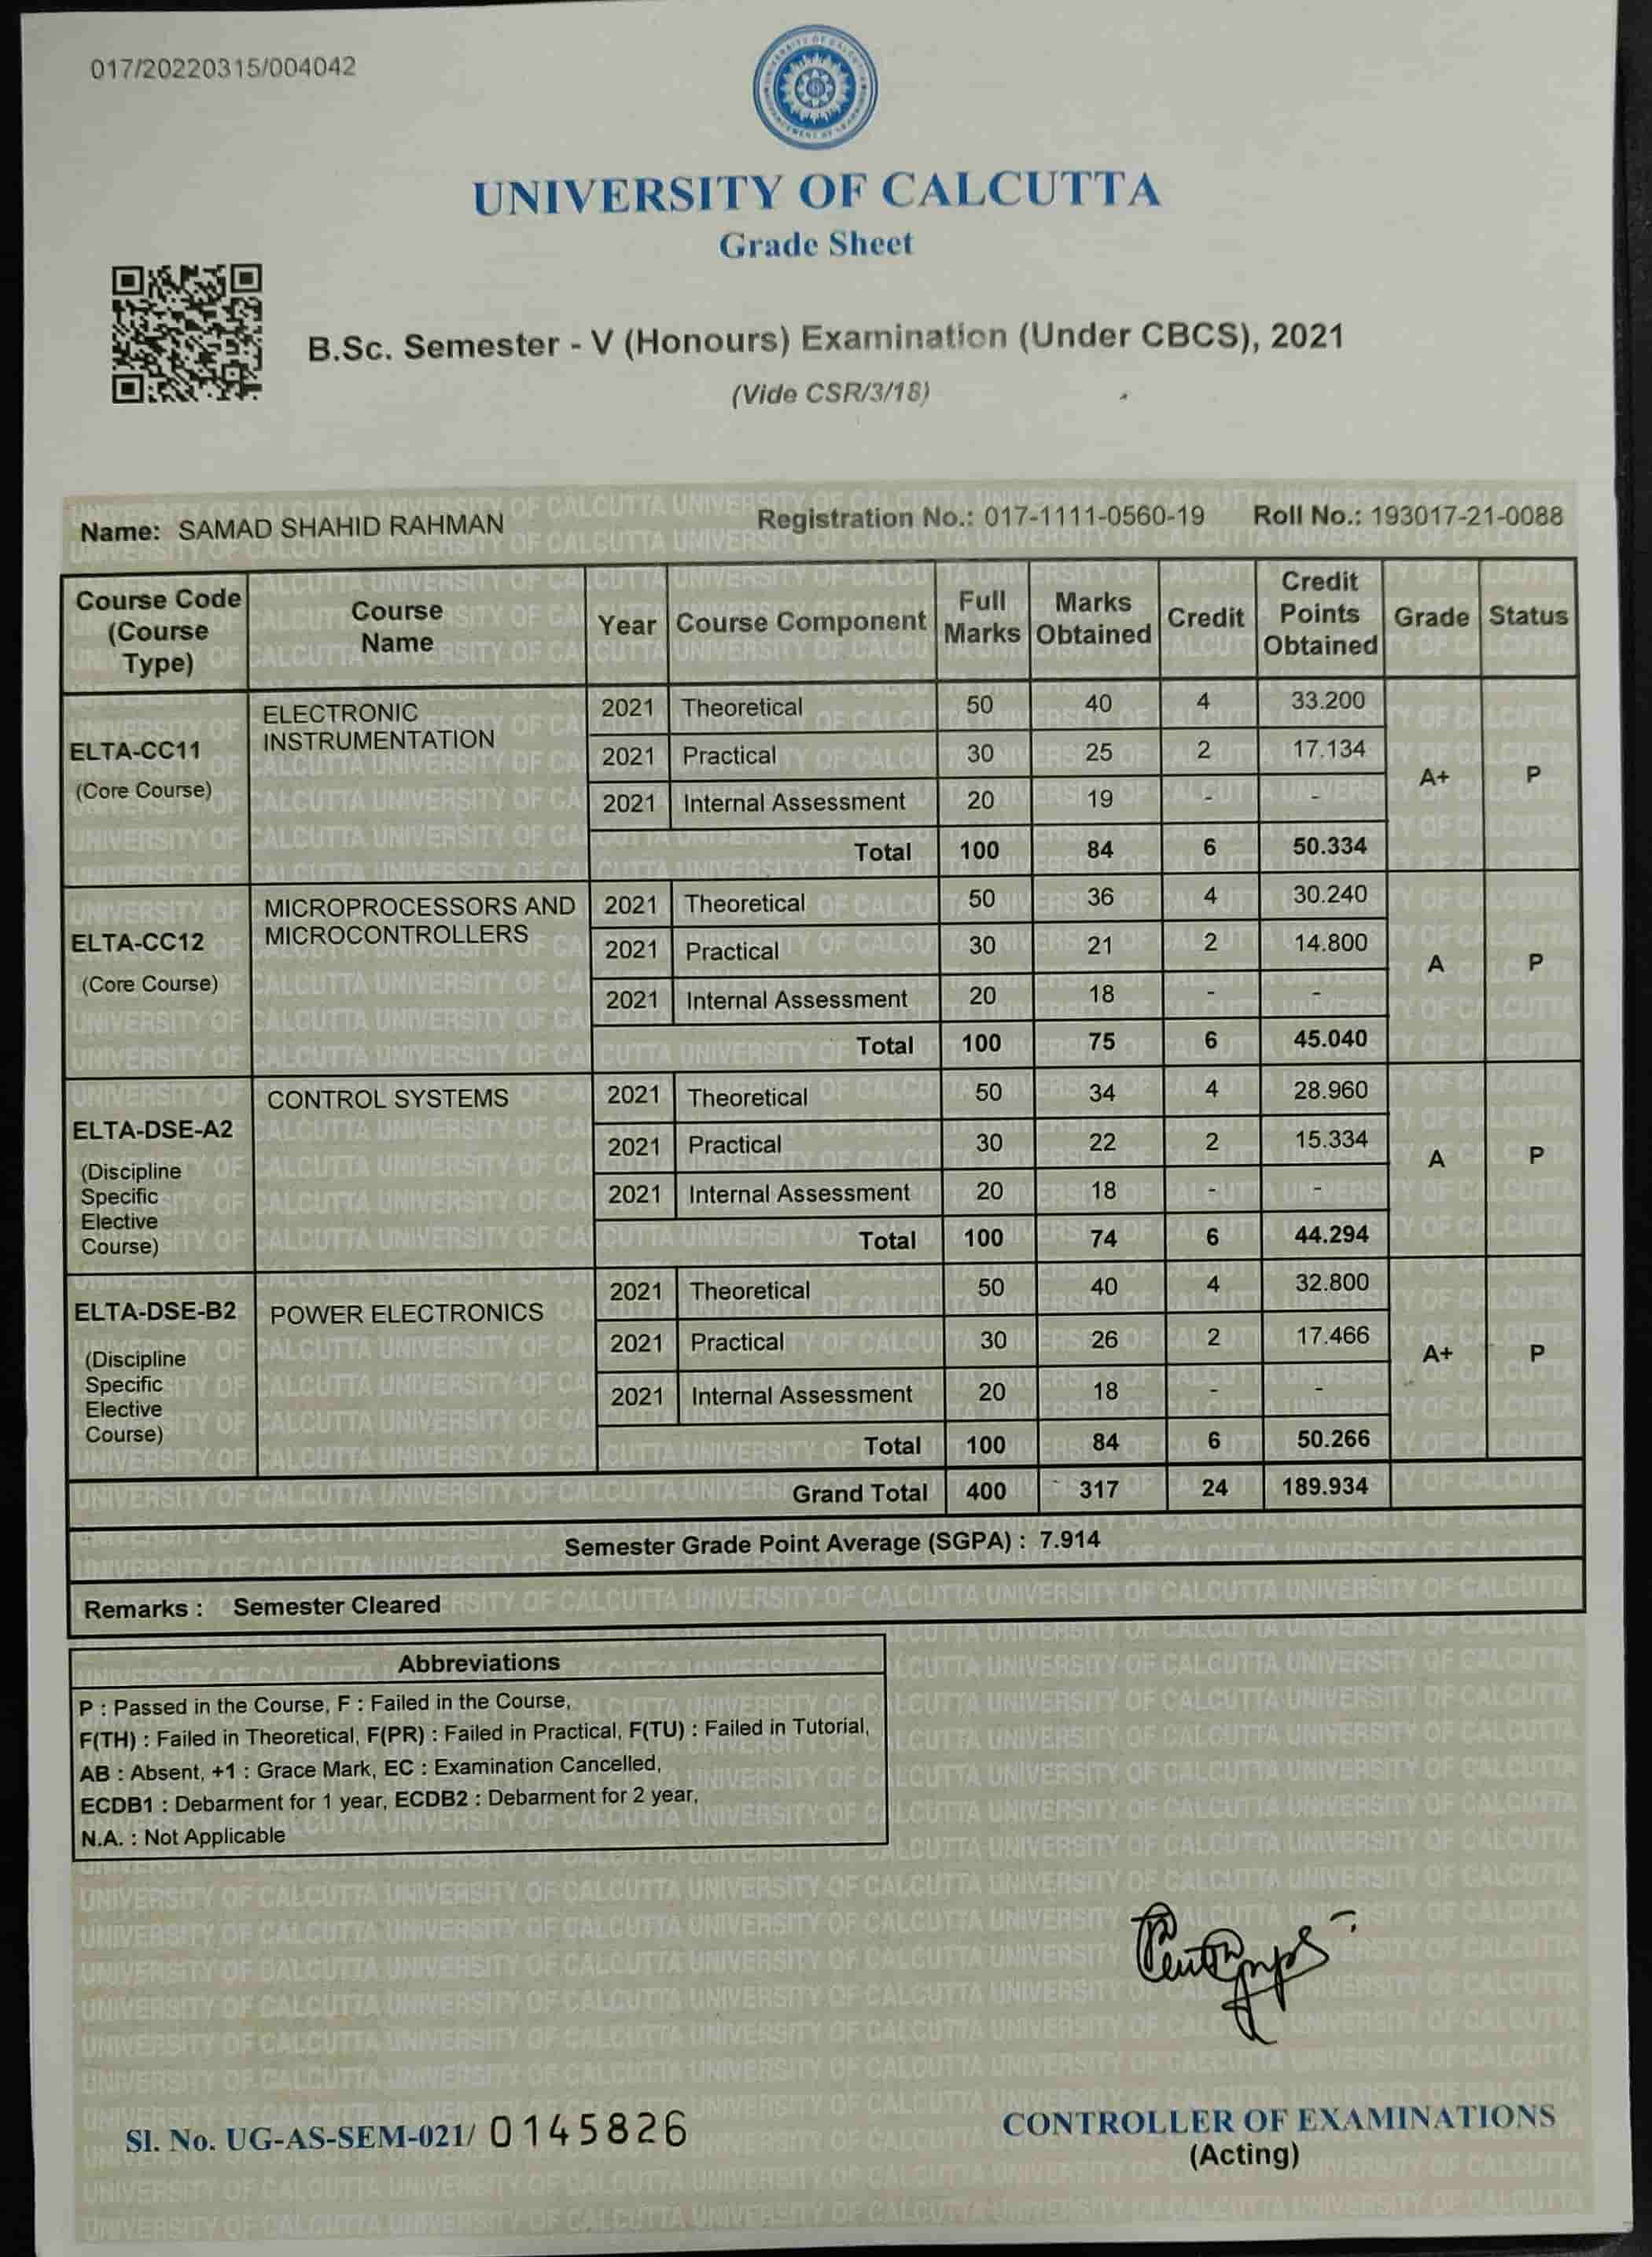 017/20220315/004042
UNIVERSITY OF CALCUTTA
Grade Sheet
B.Sc. Semester - V (Honours) Examination (Under CBCS), 2021
(Vide CSR/3/18)
Name: SAMAD SHAHID RAHMAN Registration No.: 017-1111-0560-19 Roll No.: 193017-21-0088
Course Code (Course Type) Course Name Year Course Component Full Marks Marks Obtained Credit Credit Points Obtained Grade Status
ELTA-CC11 (Core Course) ELECTRONIC INSTRUMENTATION 2021 Theoretical 50 40 4 33.200 A+ P
2021 Practical 30 25 2 17.134
2021 Internal Assessment 20 19 - -
Total 100 84 6 50.334
ELTA-CC12 (Core Course) MICROPROCESSORS AND MICROCONTROLLERS 2021 Theoretical 50 36 4 30.240 A P
2021 Practical 30 21 2 14.800
2021 Internal Assessment 20 18 - -
Total 100 75 6 45.040
ELTA-DSE-A2 (Discipline Specific Elective Course) CONTROL SYSTEMS 2021 Theoretical 50 34 4 28.960 A P
2021 Practical 30 22 2 15.334
2021 Internal Assessment 20 18 - -
Total 100 74 6 44.294
ELTA-DSE-B2 (Discipline Specific Elective Course) POWER ELECTRONICS 2021 Theoretical 50 40 4 32.800 A+ P
2021 Practical 30 26 2 17.466
2021 Internal Assessment 20 18 - -
Total 100 84 6 50.266
Grand Total 400 317 24 189.934
Semester Grade Point Average (SGPA) : 7.914
Remarks : Semester Cleared
Abbreviations
P : Passed in the Course, F : Failed in the Course,
F(TH) : Failed in Theoretical, F(PR) : Failed in Practical, F(TU) : Failed in Tutorial,
AB : Absent, +1 : Grace Mark, EC : Examination Cancelled,
ECDB1 : Debarment for 1 year, ECDB2 : Debarment for 2 year,
N.A. : Not Applicable
Sl. No. UG-AS-SEM-021/ 0145826
CONTROLLER OF EXAMINATIONS
(Acting)